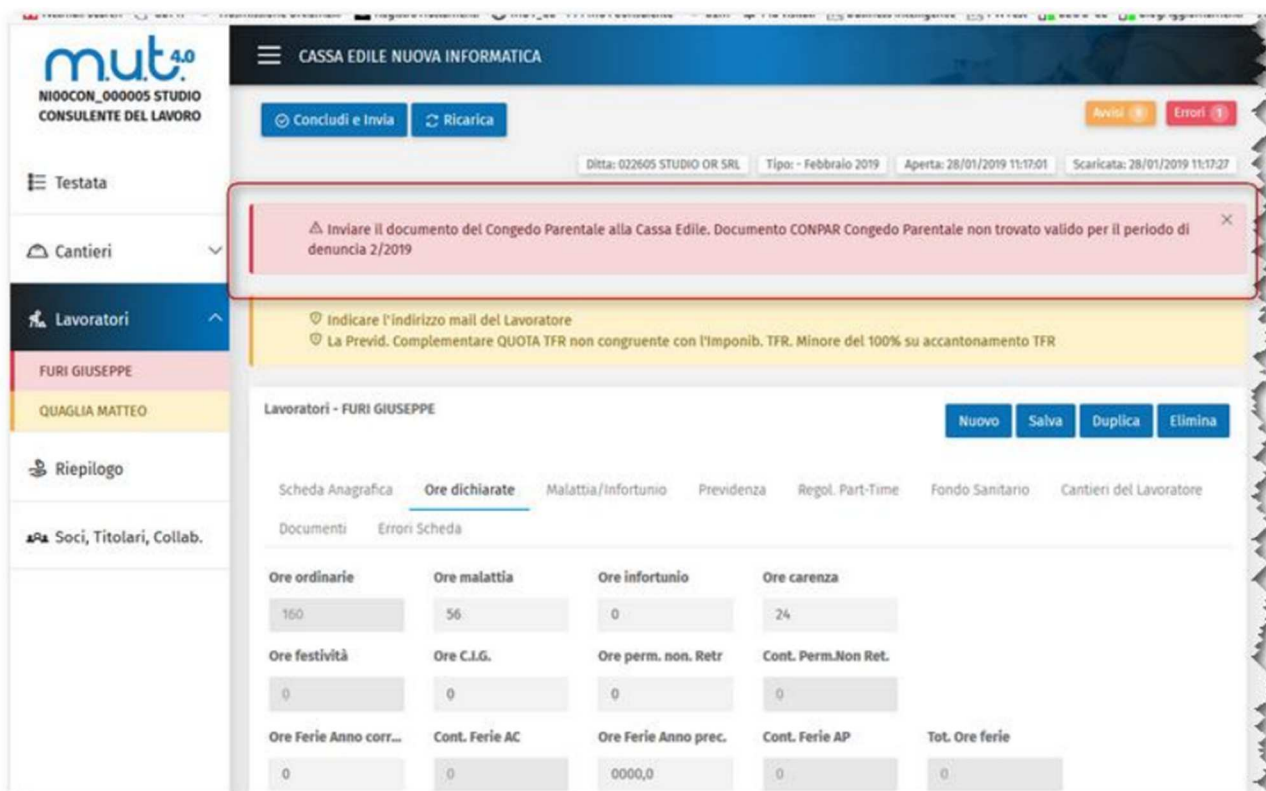 m.u.t. 4.0
NI00CON_000005 STUDIO
CONSULENTE DEL LAVORO
CASSA EDILE NUOVA INFORMATICA
Concludi e Invia
Ricarica
Avvisi
Errori 1
Ditta: 022605 STUDIO OR SRL
Tipo: - Febbraio 2019
Aperta: 28/01/2019 11:17:01
Scaricata: 28/01/2019 11:17:27
Testata
Cantieri
Lavoratori
FURI GIUSEPPE
QUAGLIA MATTEO
Riepilogo
Soci, Titolari, Collab.
Inviare il documento del Congedo Parentale alla Cassa Edile. Documento CONPAR Congedo Parentale non trovato valido per il periodo di
denuncia 2/2019
Indicare l'indirizzo mail del Lavoratore
La Previd. Complementare QUOTA TFR non congruente con l'Imponib. TFR. Minore del 100% su accantonamento TFR
Lavoratori - FURI GIUSEPPE
Nuovo Salva Duplica Elimina
Scheda Anagrafica Ore dichiarate Malattia/Infortunio Previdenza Regol. Part-Time Fondo Sanitario Cantieri del Lavoratore
Documenti Errori Scheda
Ore ordinarie Ore malattia Ore infortunio Ore carenza
160 56 0 24
Ore festività Ore C.I.G. Ore perm. non. Retr Cont. Perm.Non Ret.
0 0 0 0
Ore Ferie Anno corr... Cont. Ferie AC Ore Ferie Anno prec. Cont. Ferie AP Tot. Ore ferie
0 0 0000,0 0 0